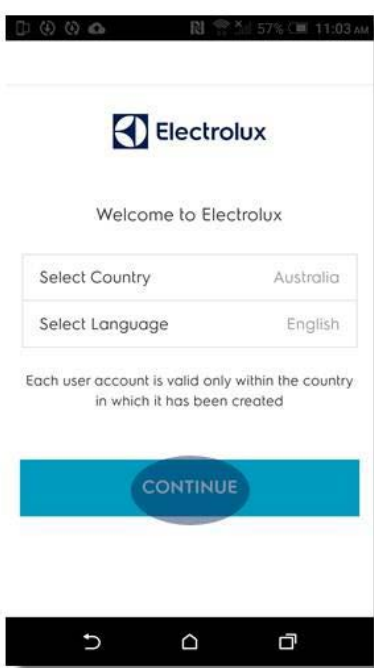 57% 11:03 AM
Electrolux
Welcome to Electrolux
Select Country Australia
Select Language English
Each user account is valid only within the country
in which it has been created
CONTINUE